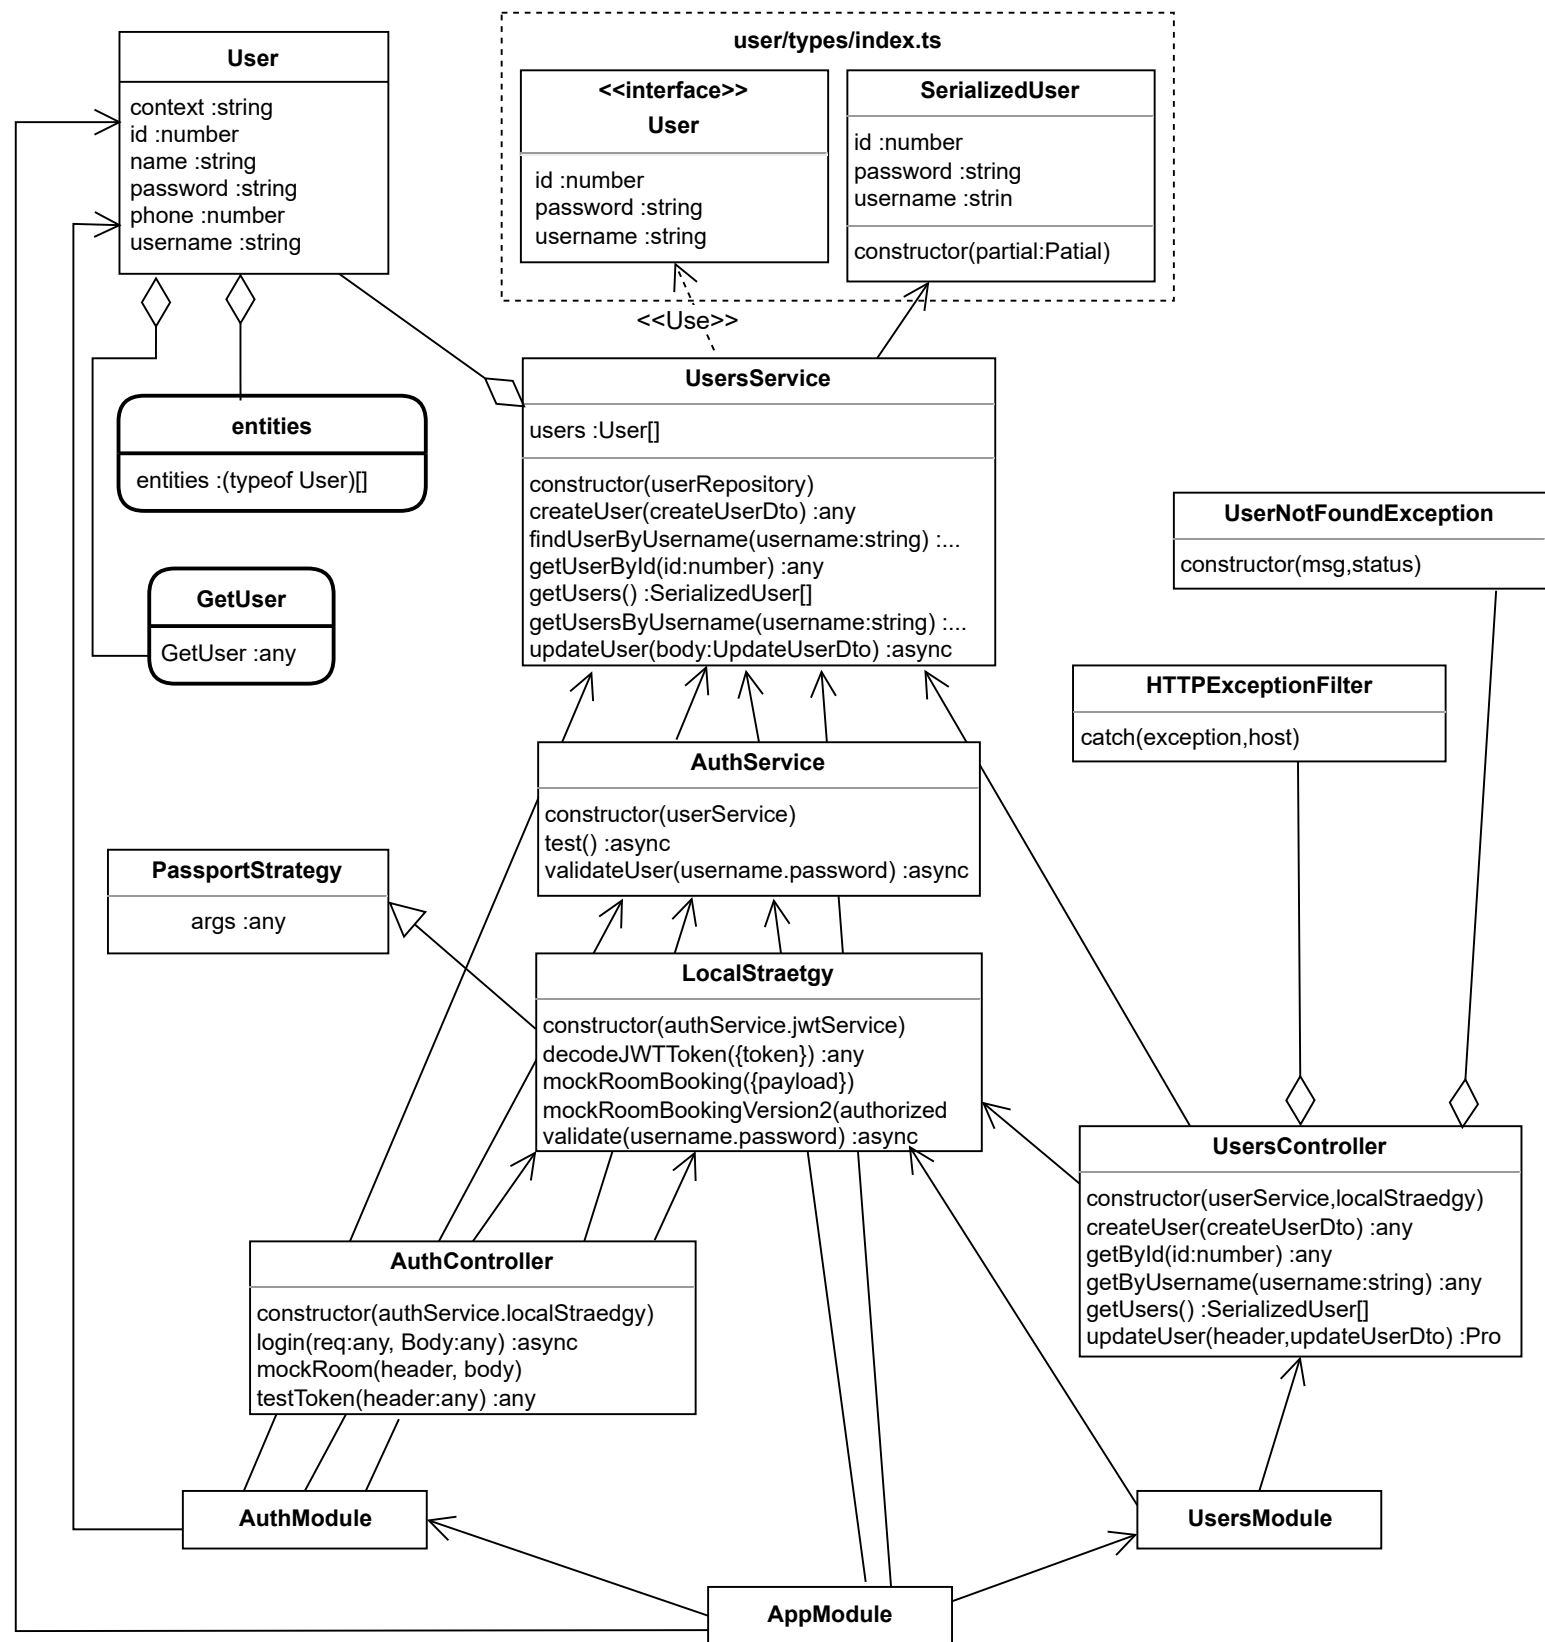 User
context :string
id :number
name :string
password :string
phone :number
username :string
user/types/index.ts
<<interface>>
User
id :number
password :string
username :string
SerializedUser
id :number
password :string
username :strin
constructor(partial:Patial)
<<Use>>
UsersService
users :User[]
constructor(userRepository)
createUser(createUserDto) :any
findUserByUsername(username:string) :...
getUserById(id:number) :any
getUsers() :SerializedUser[]
getUsersByUsername(username:string) :...
updateUser(body:UpdateUserDto) :async
entities
entities :(typeof User)[]
GetUser
GetUser :any
UserNotFoundException
constructor(msg,status)
HTTPExceptionFilter
catch(exception,host)
AuthService
constructor(userService)
test() :async
validateUser(username.password) :async
PassportStrategy
args :any
LocalStraetgy
constructor(authService.jwtService)
decodeJWTToken({token}) :any
mockRoomBooking({payload})
mockRoomBookingVersion2(authorized
validate(username.password) :async
UsersController
constructor(userService,localStraedgy)
createUser(createUserDto) :any
getById(id:number) :any
getByUsername(username:string) :any
getUsers() :SerializedUser[]
updateUser(header,updateUserDto) :Pro
AuthController
constructor(authService.localStraedgy)
login(req:any, Body:any) :async
mockRoom(header, body)
testToken(header:any) :any
AuthModule
UsersModule
AppModule